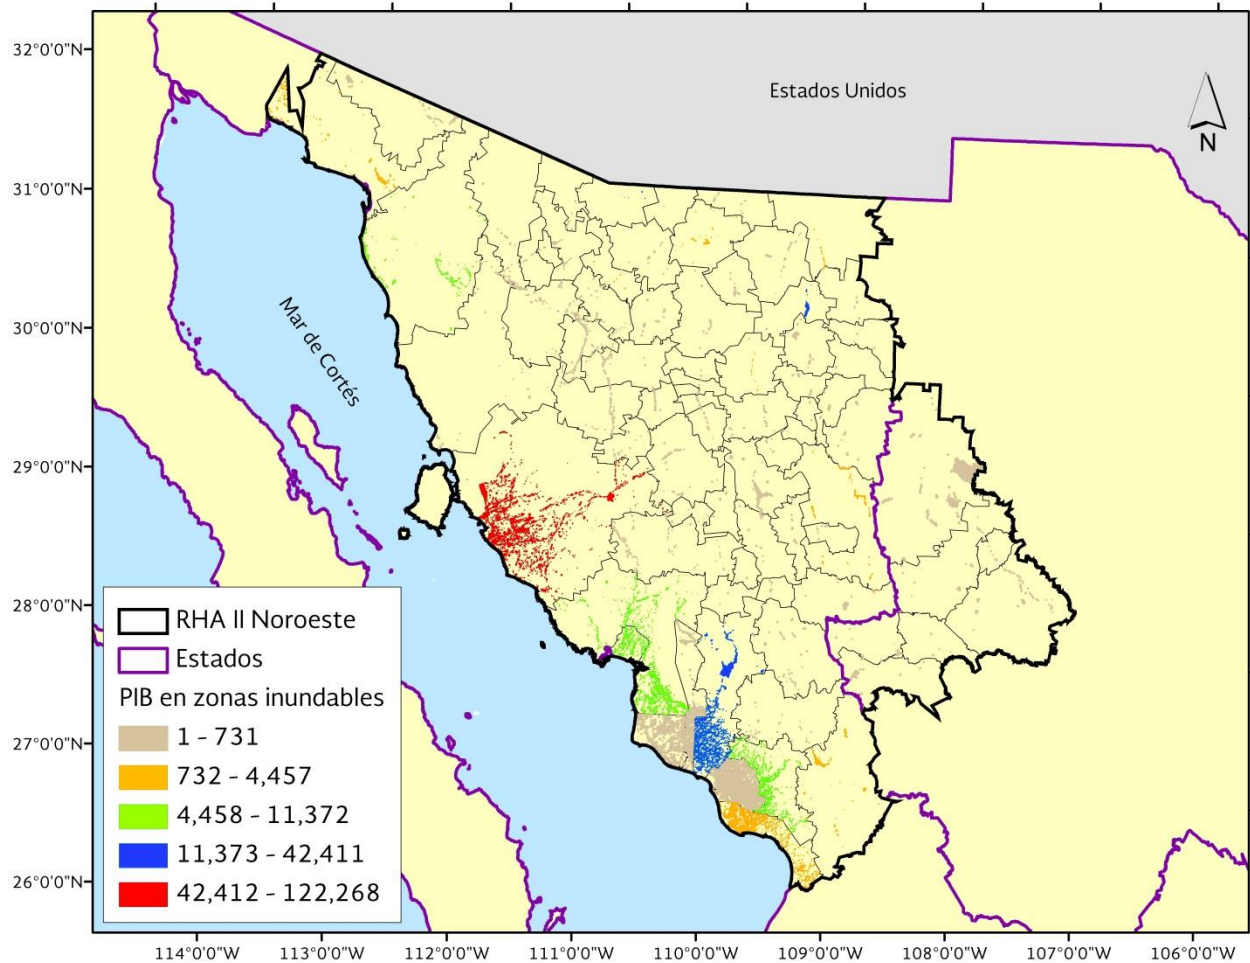 32°0'0"N
31°0'0"N
30°0'0"N
29°0'0"N
28°0'0"N
27°0'0"N
26°0'0"N
Estados Unidos
N
Mar de Cortés
RHA II Noroeste
Estados
PIB en zonas inundables
1 - 731
732 - 4,457
4,458 - 11,372
11,373 - 42,411
42,412 - 122,268
114°0'0"W
113°0'0"W
112°0'0"W
111°0'0"W
110°0'0"W
109°0'0"W
108°0'0"W
107°0'0"W
106°0'0"W